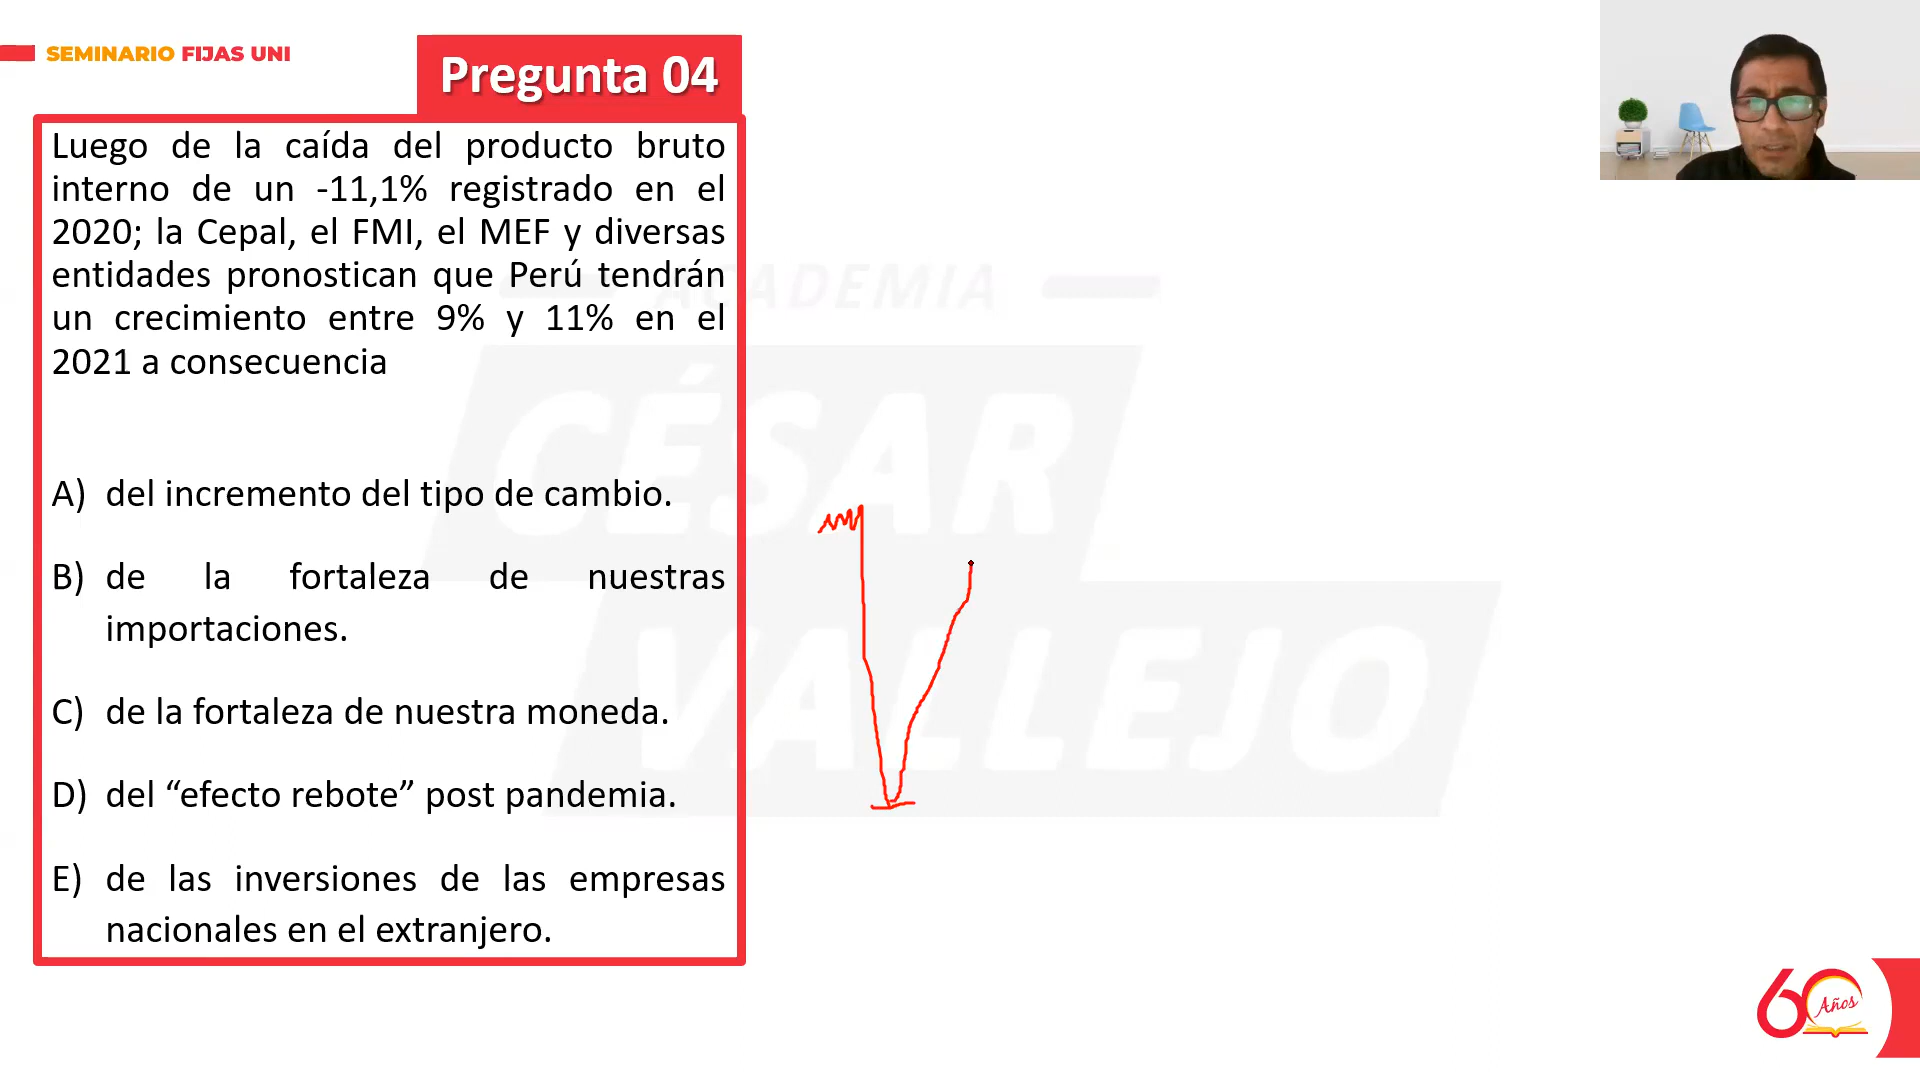 SEMINARIO FIJAS UNI
Pregunta 04
Luego de la caída del producto bruto
interno de un -11,1% registrado en el
2020; la Cepal, el FMI, el MEF y diversas
entidades pronostican que Perú tendrán
un crecimiento entre 9% y 11% en el
2021 a consecuencia
A) del incremento del tipo de cambio.
B) de la fortaleza de nuestras
importaciones.
C) de la fortaleza de nuestra moneda.
D) del “efecto rebote” post pandemia.
E) de las inversiones de las empresas
nacionales en el extranjero.
ACADEMIA
CÉSAR
VALLEJO
60 Años